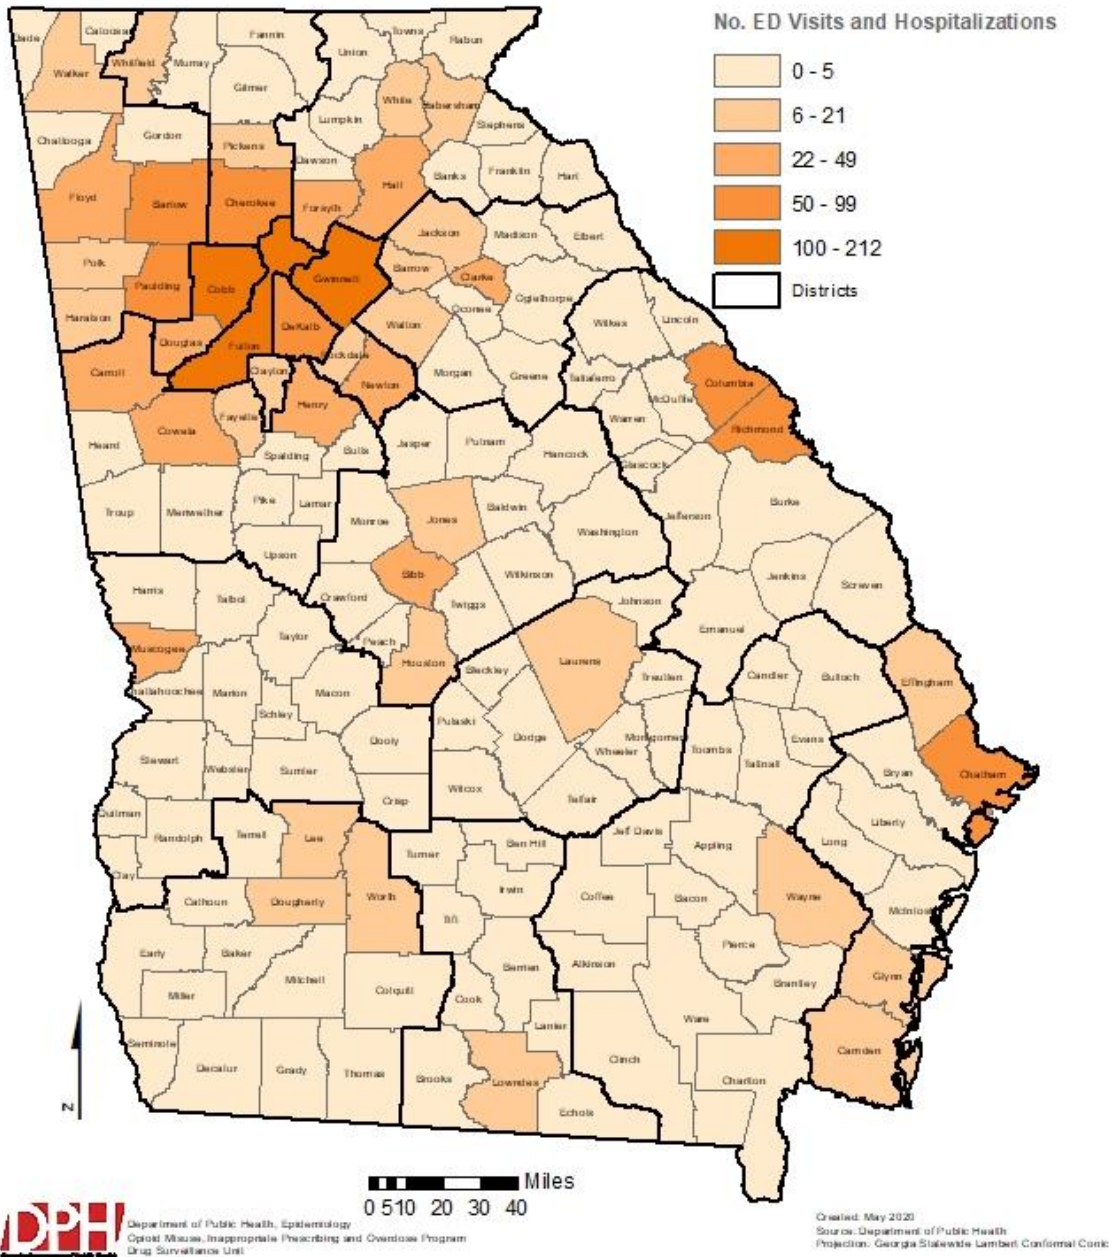 No. ED Visits and Hospitalizations
0 - 5
6 - 21
22 - 49
50 - 99
100 - 212
Districts
Fannin
Towns
Rabun
Union
Walker
Whitfield
Murray
Gilmer
White
Habersham
Lumpkin
Stephens
Chattooga
Gordon
Pickens
Dawson
Banks
Franklin
Hart
Hall
Floyd
Bartow
Cherokee
Forsyth
Jackson
Madison
Elbert
Polk
Paulding
Cobb
Gwinnett
Barrow
Clarke
Oglethorpe
Oconee
Haralson
Douglas
Fulton
DeKalb
Walton
Wilkes
Lincoln
Rockdale
Carroll
Clayton
Newton
Morgan
Greene
Taliaferro
Columbia
McDuffie
Henry
Fayette
Coweta
Heard
Spalding
Butts
Jasper
Putnam
Hancock
Warren
Richmond
Glascock
Troup
Meriwether
Pike
Lamar
Monroe
Jones
Baldwin
Washington
Jefferson
Burke
Upson
Bibb
Wilkinson
Jenkins
Screven
Harris
Talbot
Crawford
Twiggs
Johnson
Emanuel
Taylor
Peach
Muscogee
Houston
Bleckley
Laurens
Treutlen
Candler
Bulloch
Effingham
Marion
Macon
Schley
Pulaski
Dodge
Wheeler
Montgomery
Toombs
Evans
Tattnall
Dooly
Stewart
Webster
Sumter
Wilcox
Telfair
Bryan
Chatham
Crisp
Quitman
Randolph
Terrell
Lee
Turner
Ben Hill
Jeff Davis
Appling
Liberty
Long
Clay
Calhoun
Dougherty
Worth
Irwin
Coffee
Bacon
Wayne
McIntosh
Tift
Early
Baker
Mitchell
Berrien
Atkinson
Pierce
Brantley
Glynn
Miller
Colquitt
Cook
Lanier
Ware
Seminole
Decatur
Grady
Thomas
Brooks
Lowndes
Clinch
Charlton
Camden
Echols
N
Miles
0 5 10 20 30 40
DPH
Department of Public Health, Epidemiology
Opioid Misuse, Inappropriate Prescribing and Overdose Program
Drug Surveillance Unit
Created: May 2020
Source: Department of Public Health
Projection: Georgia Statewide Lambert Conformal Conic